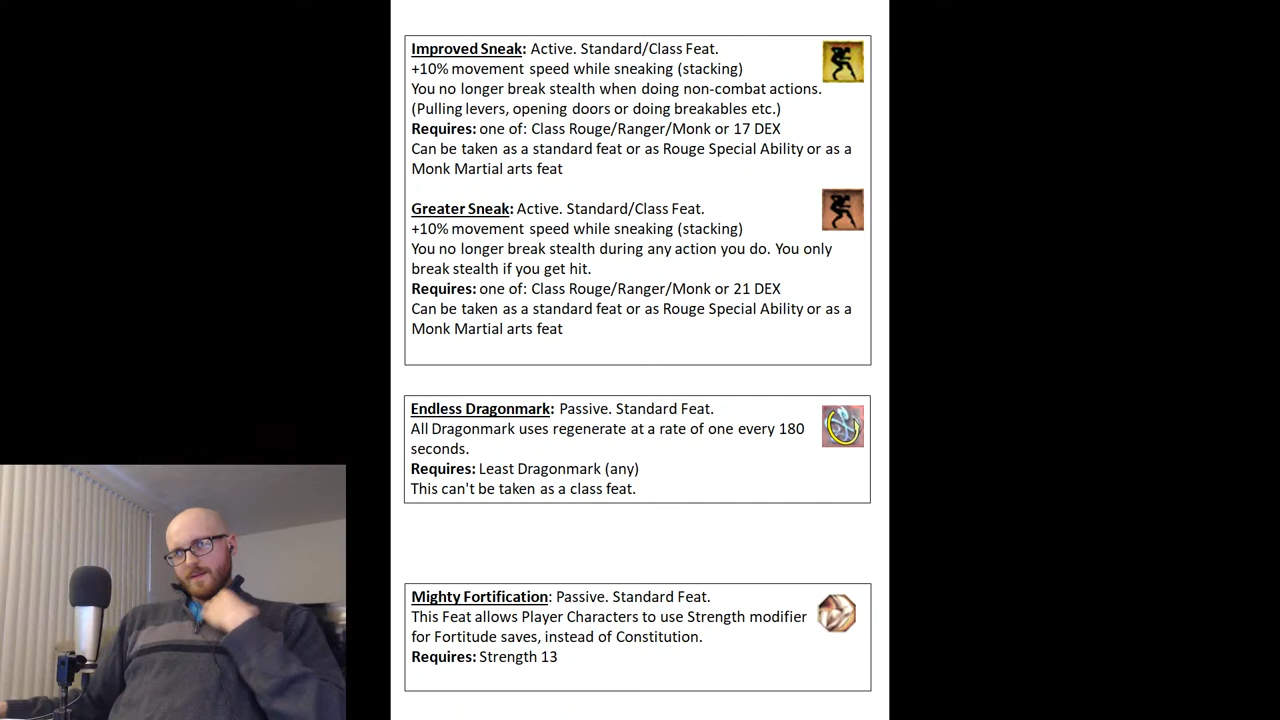 Improved Sneak: Active. Standard/Class Feat.
+10% movement speed while sneaking (stacking)
You no longer break stealth when doing non-combat actions.
(Pulling levers, opening doors or doing breakables etc.)
Requires: one of: Class Rouge/Ranger/Monk or 17 DEX
Can be taken as a standard feat or as Rouge Special Ability or as a
Monk Martial arts feat
Greater Sneak: Active. Standard/Class Feat.
+10% movement speed while sneaking (stacking)
You no longer break stealth during any action you do. You only
break stealth if you get hit.
Requires: one of: Class Rouge/Ranger/Monk or 21 DEX
Can be taken as a standard feat or as Rouge Special Ability or as a
Monk Martial arts feat
Endless Dragonmark: Passive. Standard Feat.
All Dragonmark uses regenerate at a rate of one every 180
seconds.
Requires: Least Dragonmark (any)
This can't be taken as a class feat.
Mighty Fortification: Passive. Standard Feat.
This Feat allows Player Characters to use Strength modifier
for Fortitude saves, instead of Constitution.
Requires: Strength 13